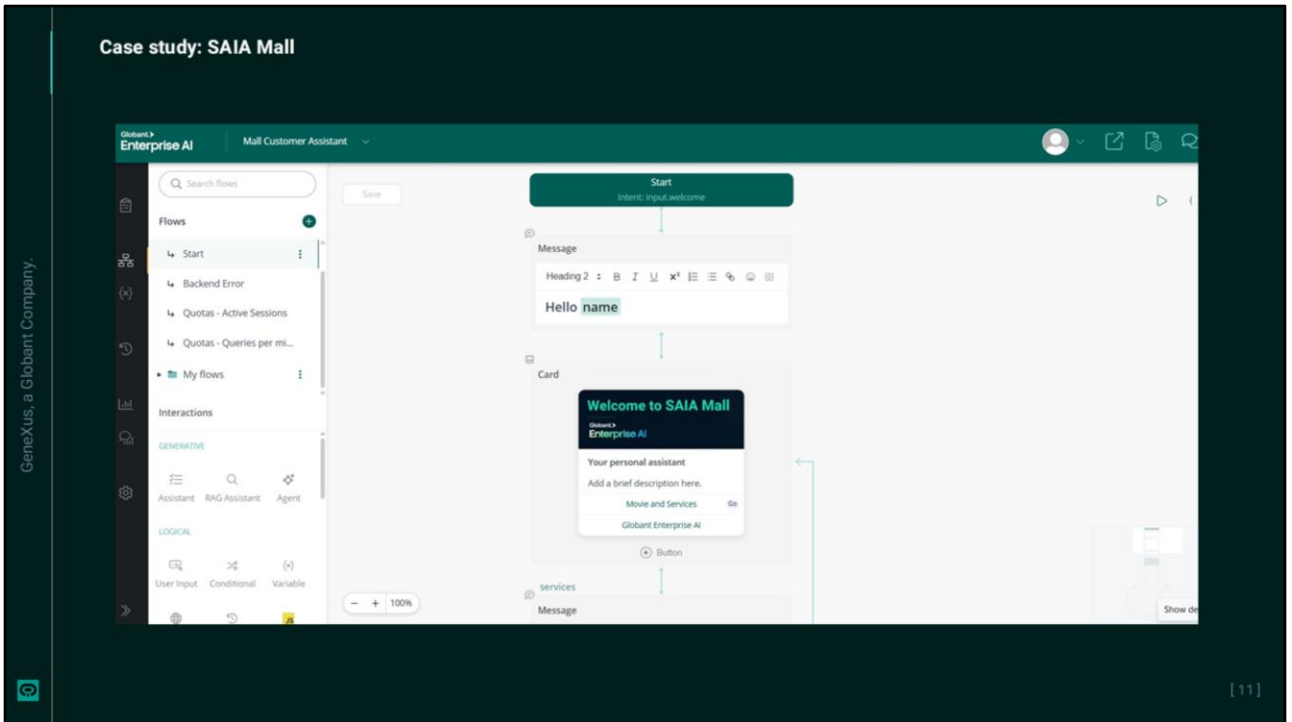 Case study: SAIA Mall
Globant
Enterprise AI
Mall Customer Assistant
Search flows
Flows
Start
Backend Error
Quotas - Active Sessions
Quotas - Queries per mi...
My flows
Interactions
GENERATIVE
Assistant RAG Assistant Agent
LOGICAL
User Input Conditional Variable
JS
Save
Start
Intent: input.welcome
Message
Heading 2 B I U x²
Hello name
Card
Welcome to SAIA Mall
Globant
Enterprise AI
Your personal assistant
Add a brief description here.
Movie and Services Go
Globant Enterprise AI
Button
services
Message
- + 100%
Show de
GeneXus, a Globant Company.
[ 11 ]